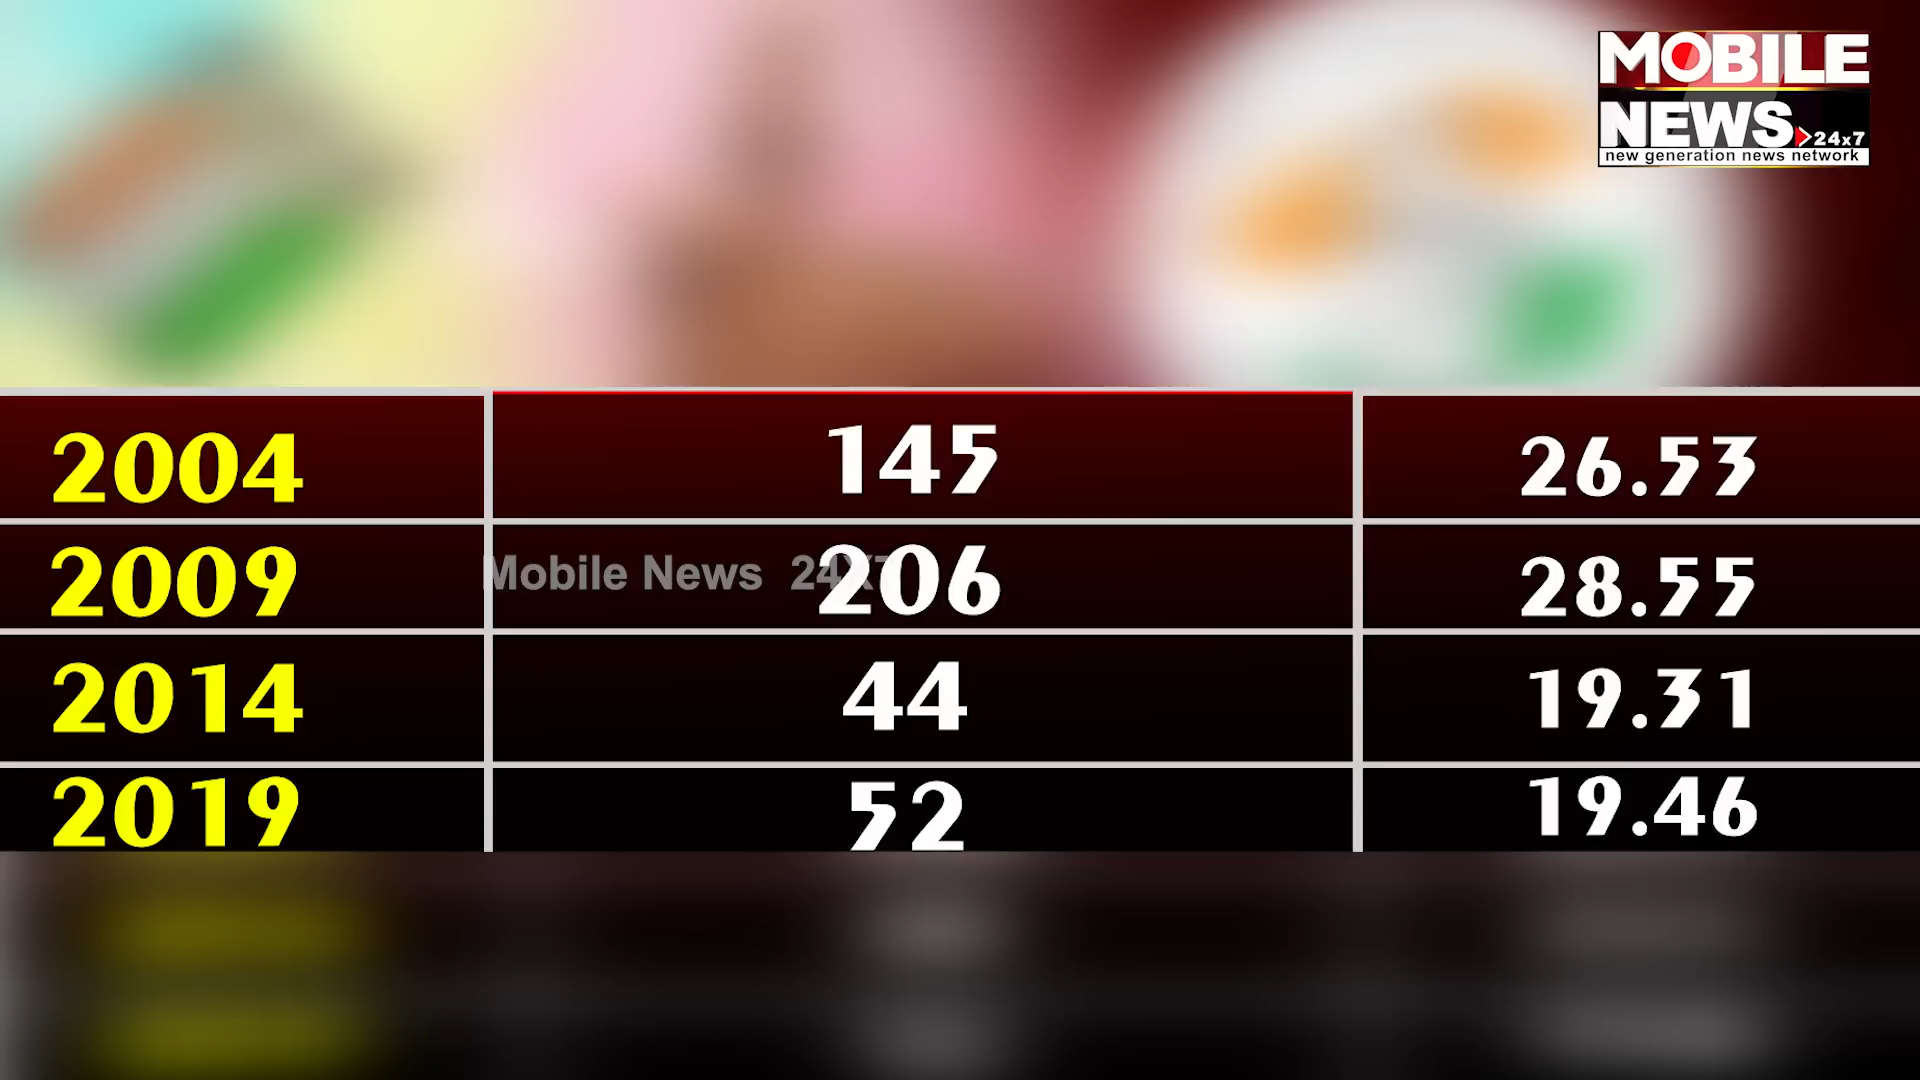 MOBILE
NEWS 24x7
new generation news network
2004 145 26.53
2009 206 28.55
Mobile News 24X7
2014 44 19.31
2019 52 19.46